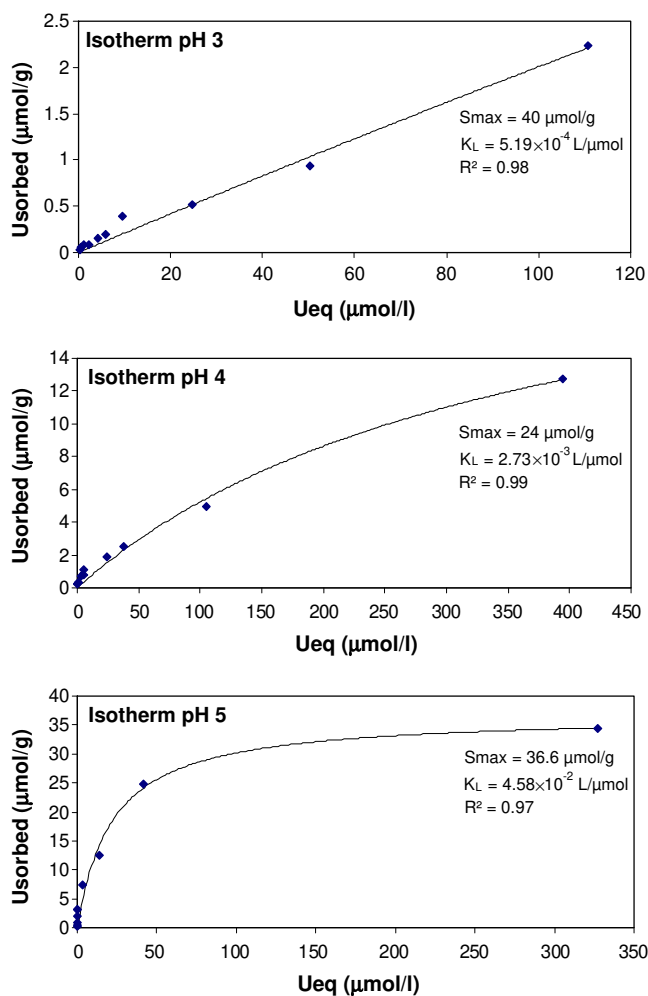 Isotherm pH 3
Usorbed (μmol/g)
2.5
2
1.5
1
0.5
0
Smax = 40 μmol/g
KL = 5.19×10-4 L/μmol
R² = 0.98
0 20 40 60 80 100 120
Ueq (μmol/l)
Isotherm pH 4
Usorbed (μmol/g)
14
12
10
8
6
4
2
0
Smax = 24 μmol/g
KL = 2.73×10-3 L/μmol
R² = 0.99
0 50 100 150 200 250 300 350 400 450
Ueq (μmol/l)
Isotherm pH 5
Usorbed (μmol/g)
40
35
30
25
20
15
10
5
0
Smax = 36.6 μmol/g
KL = 4.58×10-2 L/μmol
R² = 0.97
0 50 100 150 200 250 300 350
Ueq (μmol/l)